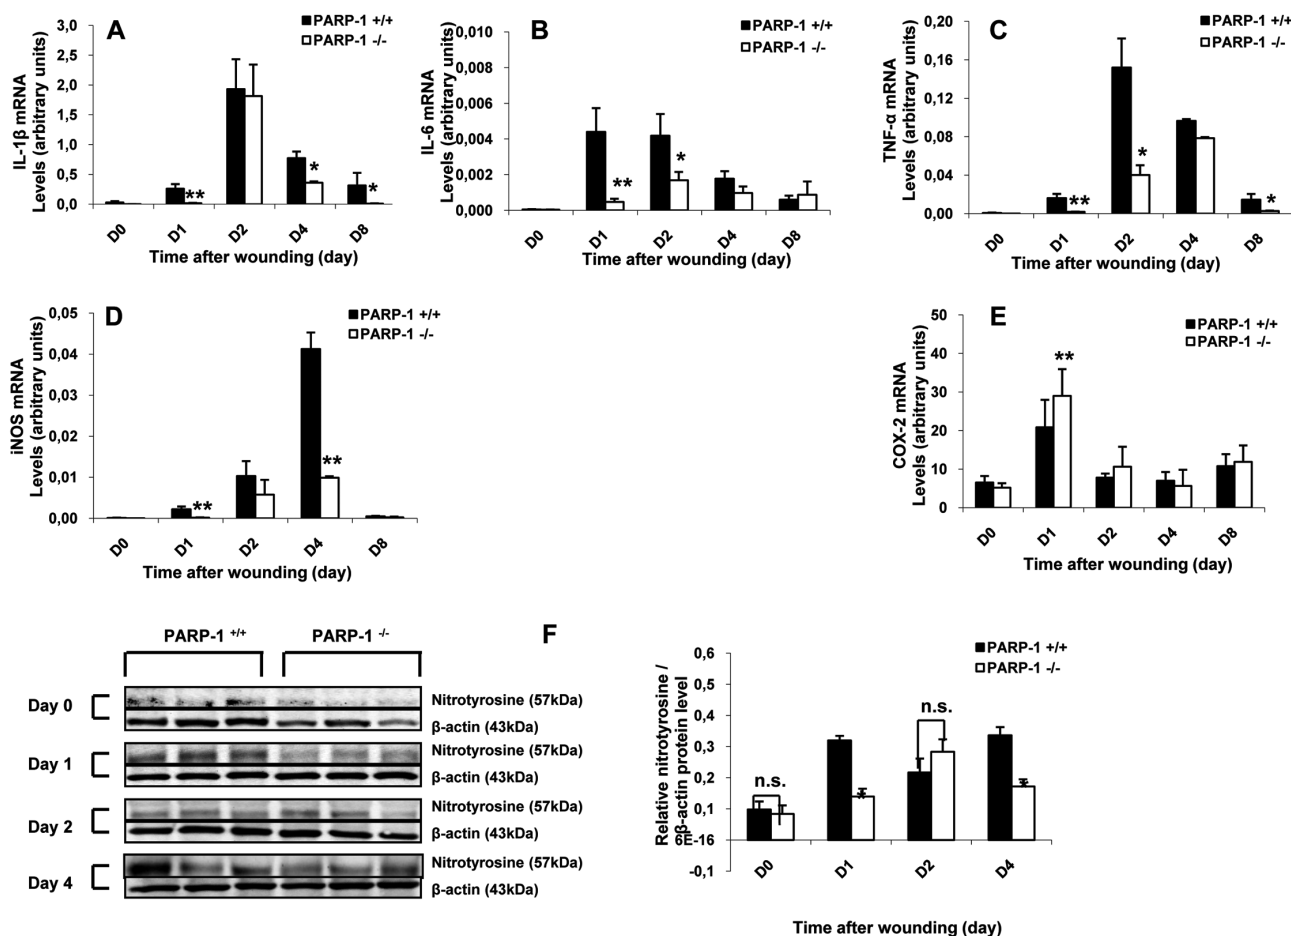 A
PARP-1 +/+
PARP-1 -/-
IL-1β mRNA
Levels (arbitrary units)
3,0
2,5
2,0
1,5
1,0
0,5
0,0
**
*
*
D0 D1 D2 D4 D8
Time after wounding (day)
B
PARP-1 +/+
PARP-1 -/-
IL-6 mRNA
Levels (arbitrary units)
0,010
0,008
0,006
0,004
0,002
0,000
**
*
D0 D1 D2 D4 D8
Time after wounding (day)
C
PARP-1 +/+
PARP-1 -/-
TNF-α mRNA
Levels (arbitrary units)
0,20
0,16
0,12
0,08
0,04
0,00
**
*
*
D0 D1 D2 D4 D8
Time after wounding (day)
D
PARP-1 +/+
PARP-1 -/-
iNOS mRNA
Levels (arbitrary units)
0,05
0,04
0,03
0,02
0,01
0,00
**
**
D0 D1 D2 D4 D8
Time after wounding (day)
E
PARP-1 +/+
PARP-1 -/-
COX-2 mRNA
Levels (arbitrary units)
50
40
30
20
10
0
**
D0 D1 D2 D4 D8
Time after wounding (day)
F
PARP-1 +/+ PARP-1 -/-
Day 0
Nitrotyrosine (57kDa)
β-actin (43kDa)
Day 1
Nitrotyrosine (57kDa)
β-actin (43kDa)
Day 2
Nitrotyrosine (57kDa)
β-actin (43kDa)
Day 4
Nitrotyrosine (57kDa)
β-actin (43kDa)
PARP-1 +/+
PARP-1 -/-
Relative nitrotyrosine /
β-actin protein level
0,6
0,5
0,4
0,3
0,2
0,1
E-16
-0,1
n.s.
*
n.s.
*
D0 D1 D2 D4
Time after wounding (day)